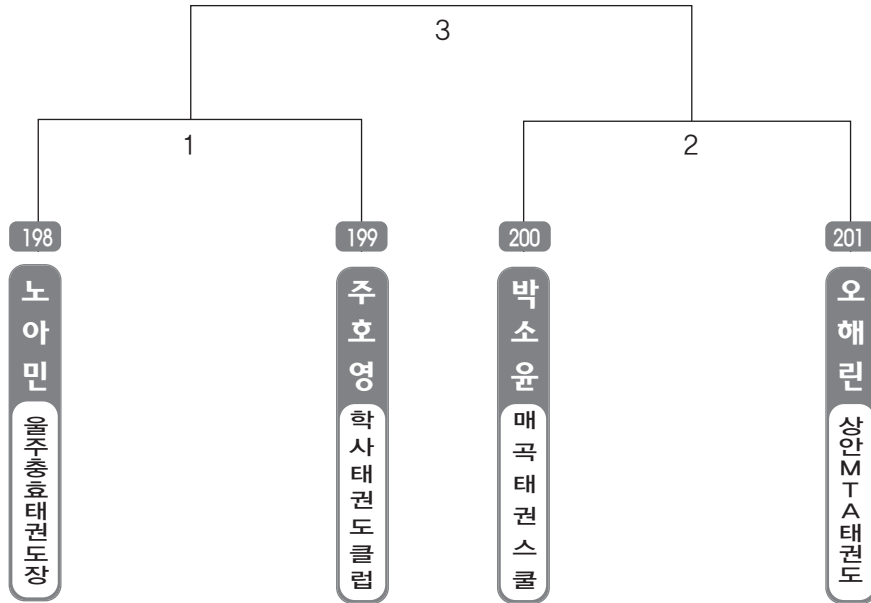 3
1
2
198
199
200
201
노아민
주호영
박소윤
오해린
울주충효태권도장
학사태권도클럽
매곡태권스쿨
상안MTA태권도